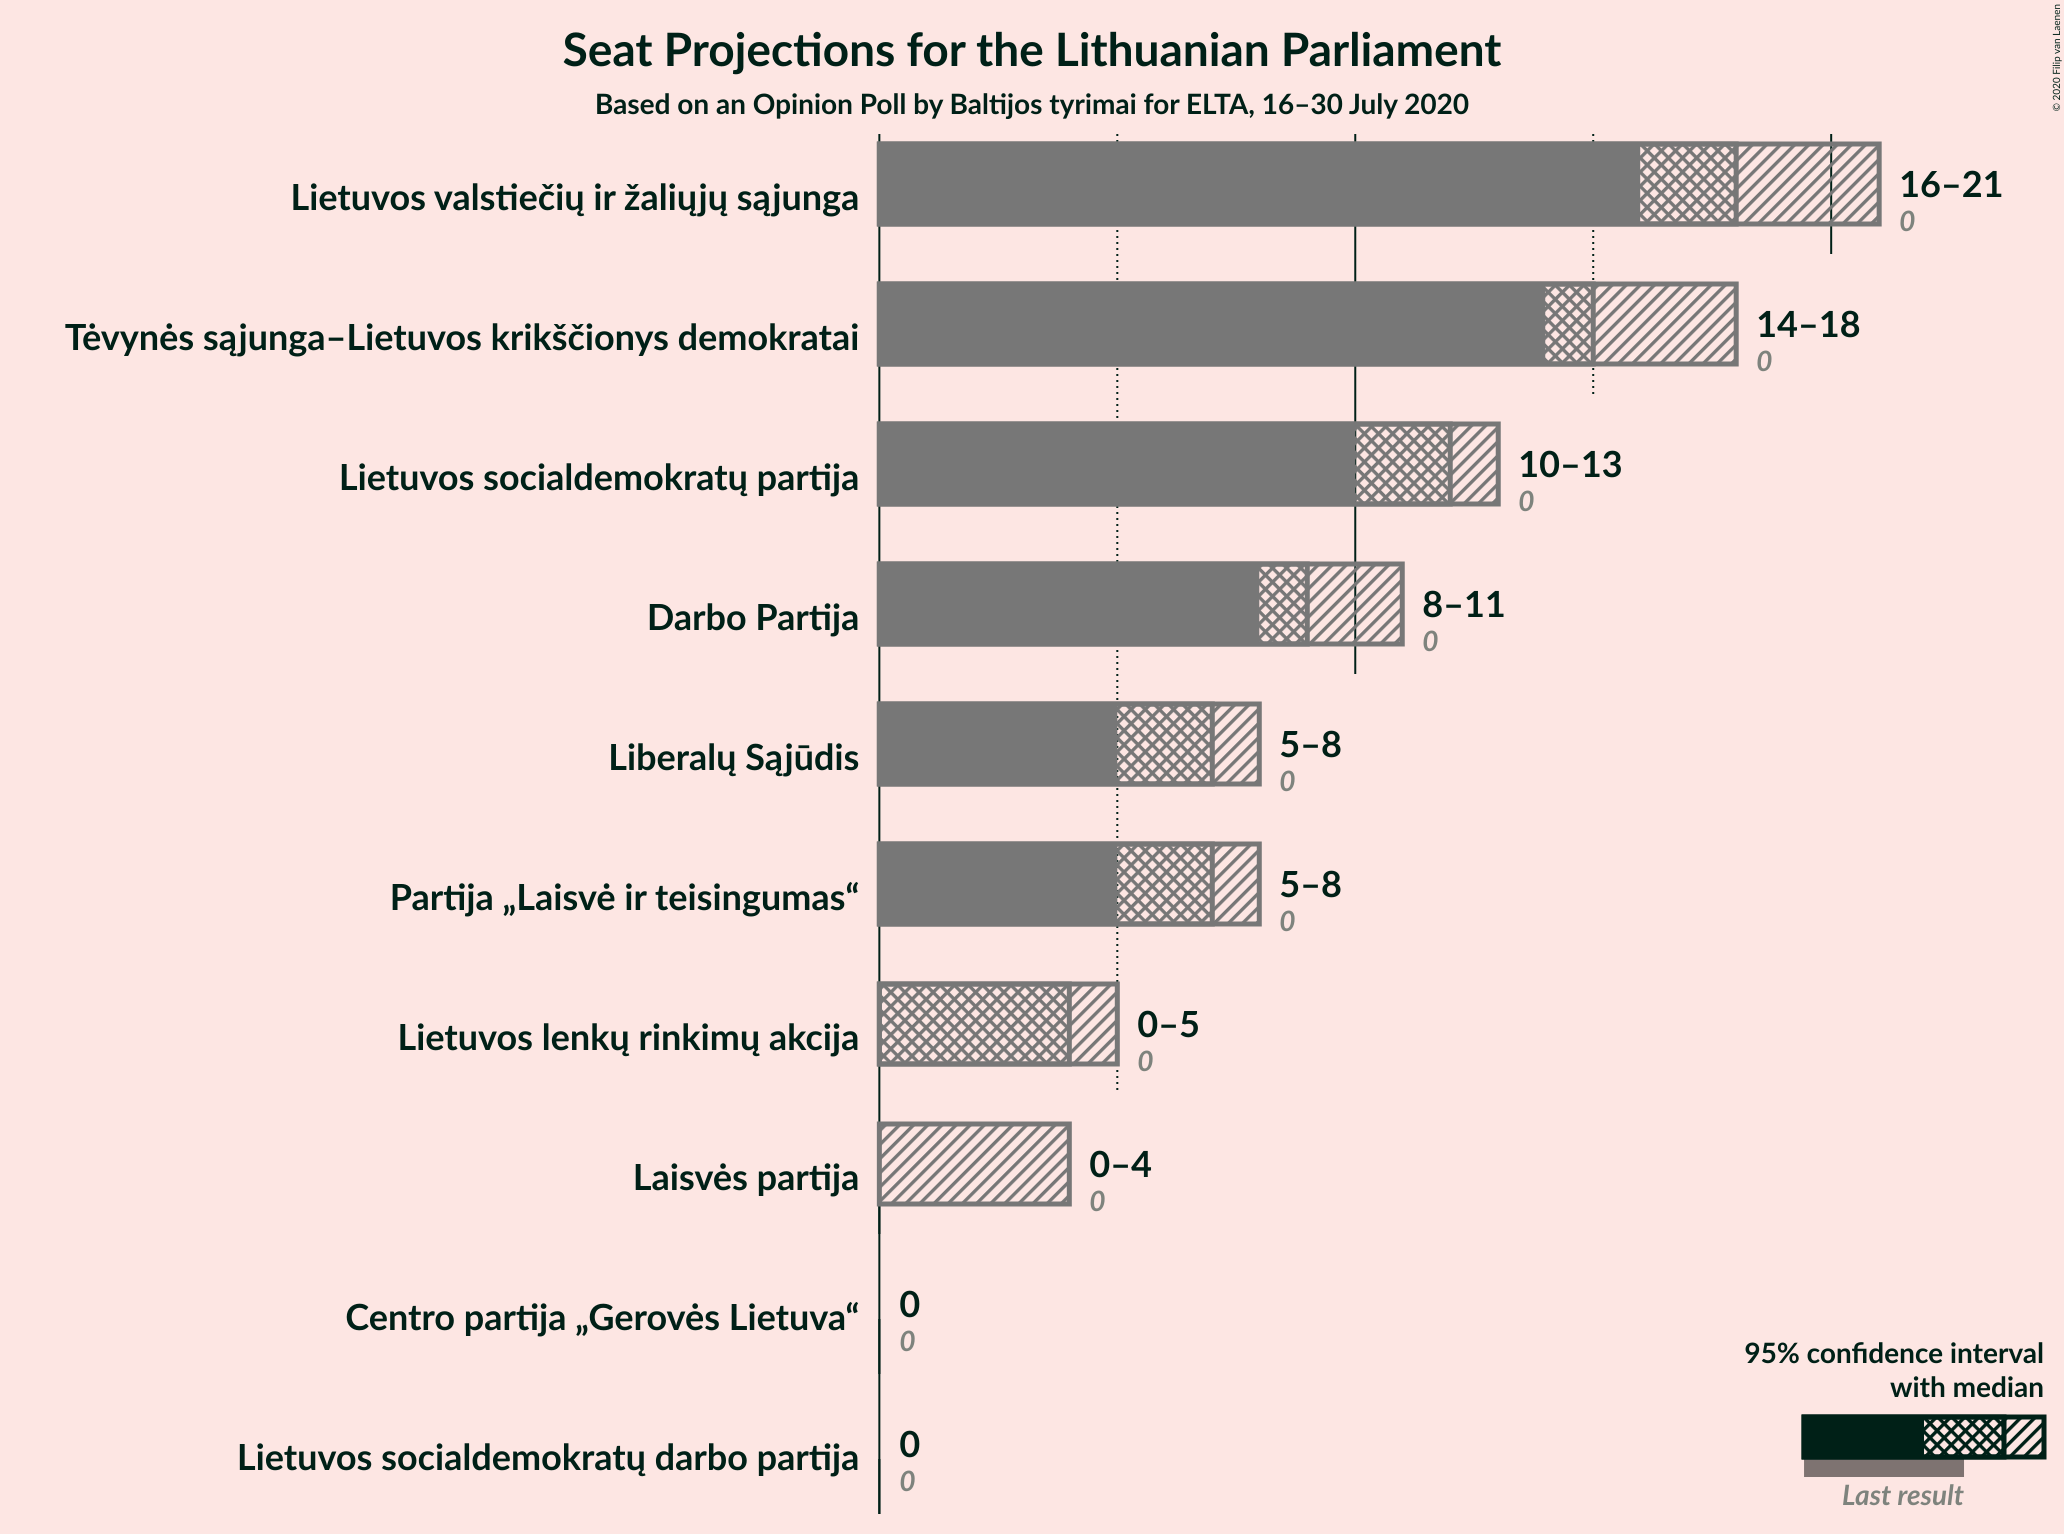 Seat Projections for the Lithuanian Parliament
Based on an Opinion Poll by Baltijos tyrimai for ELTA, 16–30 July 2020
© 2020 Filip van Laenen
Lietuvos valstiečių ir žaliųjų sąjunga
16–21
0
Tėvynės sąjunga–Lietuvos krikščionys demokratai
14–18
0
Lietuvos socialdemokratų partija
10–13
0
Darbo Partija
8–11
0
Liberalų Sąjūdis
5–8
0
Partija „Laisvė ir teisingumas“
5–8
0
Lietuvos lenkų rinkimų akcija
0–5
0
Laisvės partija
0–4
0
Centro partija „Gerovės Lietuva“
0
0
Lietuvos socialdemokratų darbo partija
0
0
95% confidence interval
with median
Last result